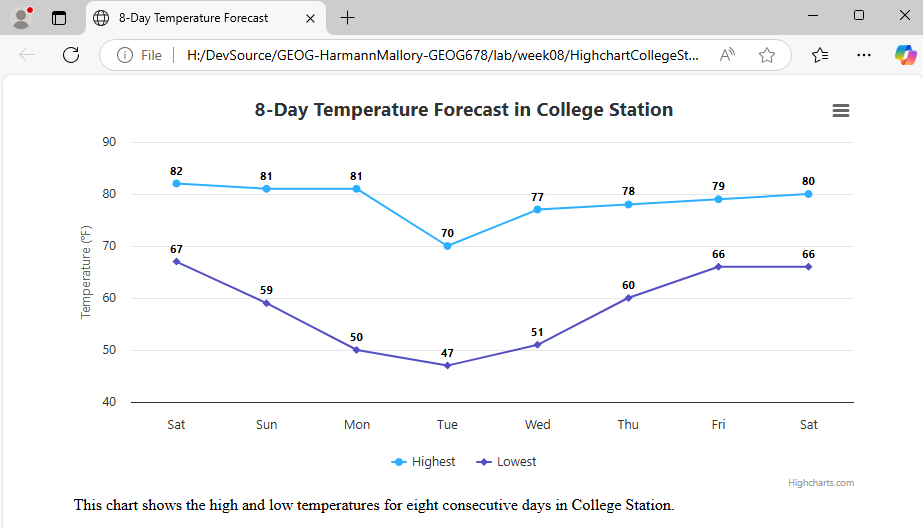 8-Day Temperature Forecast
File H:/DevSource/GEOG-HarmannMallory-GEOG678/lab/week08/HighchartCollegeSt...
8-Day Temperature Forecast in College Station
Temperature (°F)
90
80
70
60
50
40
82 81 81 70 77 78 79 80
67 59 50 47 51 60 66 66
Sat Sun Mon Tue Wed Thu Fri Sat
Highest Lowest
Highcharts.com
This chart shows the high and low temperatures for eight consecutive days in College Station.